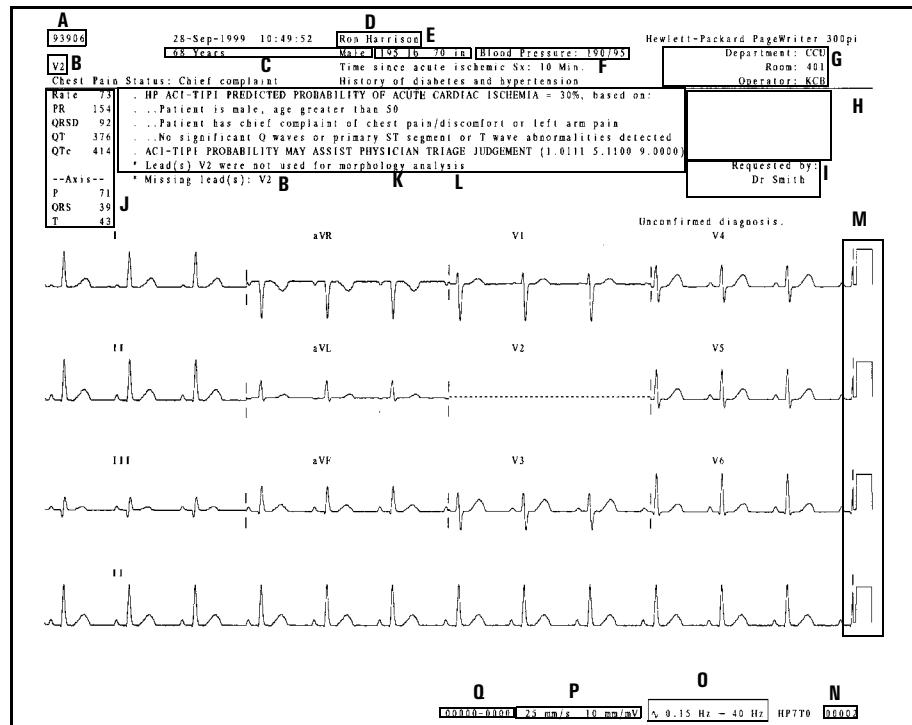 D
A
E
93906 28-Sep-1999 10:49:52 Ron Harrison Hewlett-Packard PageWriter 300pi
68 Years Male 195 lb 70 in Blood Pressure: 190/95 Department: CCU
V2 B C Time since acute ischemic Sx: 10 Min. F Room: 401 G
Chest Pain Status: Chief complaint History of diabetes and hypertension Operator: KCB
Rate 73 . HP ACI-TIPI PREDICTED PROBABILITY OF ACUTE CARDIAC ISCHEMIA = 30%, based on: H
PR 154 . ...Patient is male, age greater than 50
QRSD 92 . ...Patient has chief complaint of chest pain/discomfort or left arm pain
QT 376 . ...No significant Q waves or primary ST segment or T wave abnormalities detected
QTc 414 . ACI-TIPI PROBABILITY MAY ASSIST PHYSICIAN TRIAGE JUDGEMENT (1.0111 5.1100 9.0000)
* Lead(s) V2 were not used for morphology analysis Requested by: I
--Axis-- * Missing lead(s): V2 B K L Dr Smith
P 71
QRS 39 J
T 43
Unconfirmed diagnosis. M
I aVR V1 V4
II aVL V2 V5
III aVF V3 V6
II
Q P O N
00000-0000 25 mm/s 10 mm/mV ∿ 0.15 Hz – 40 Hz HP7T0 00002